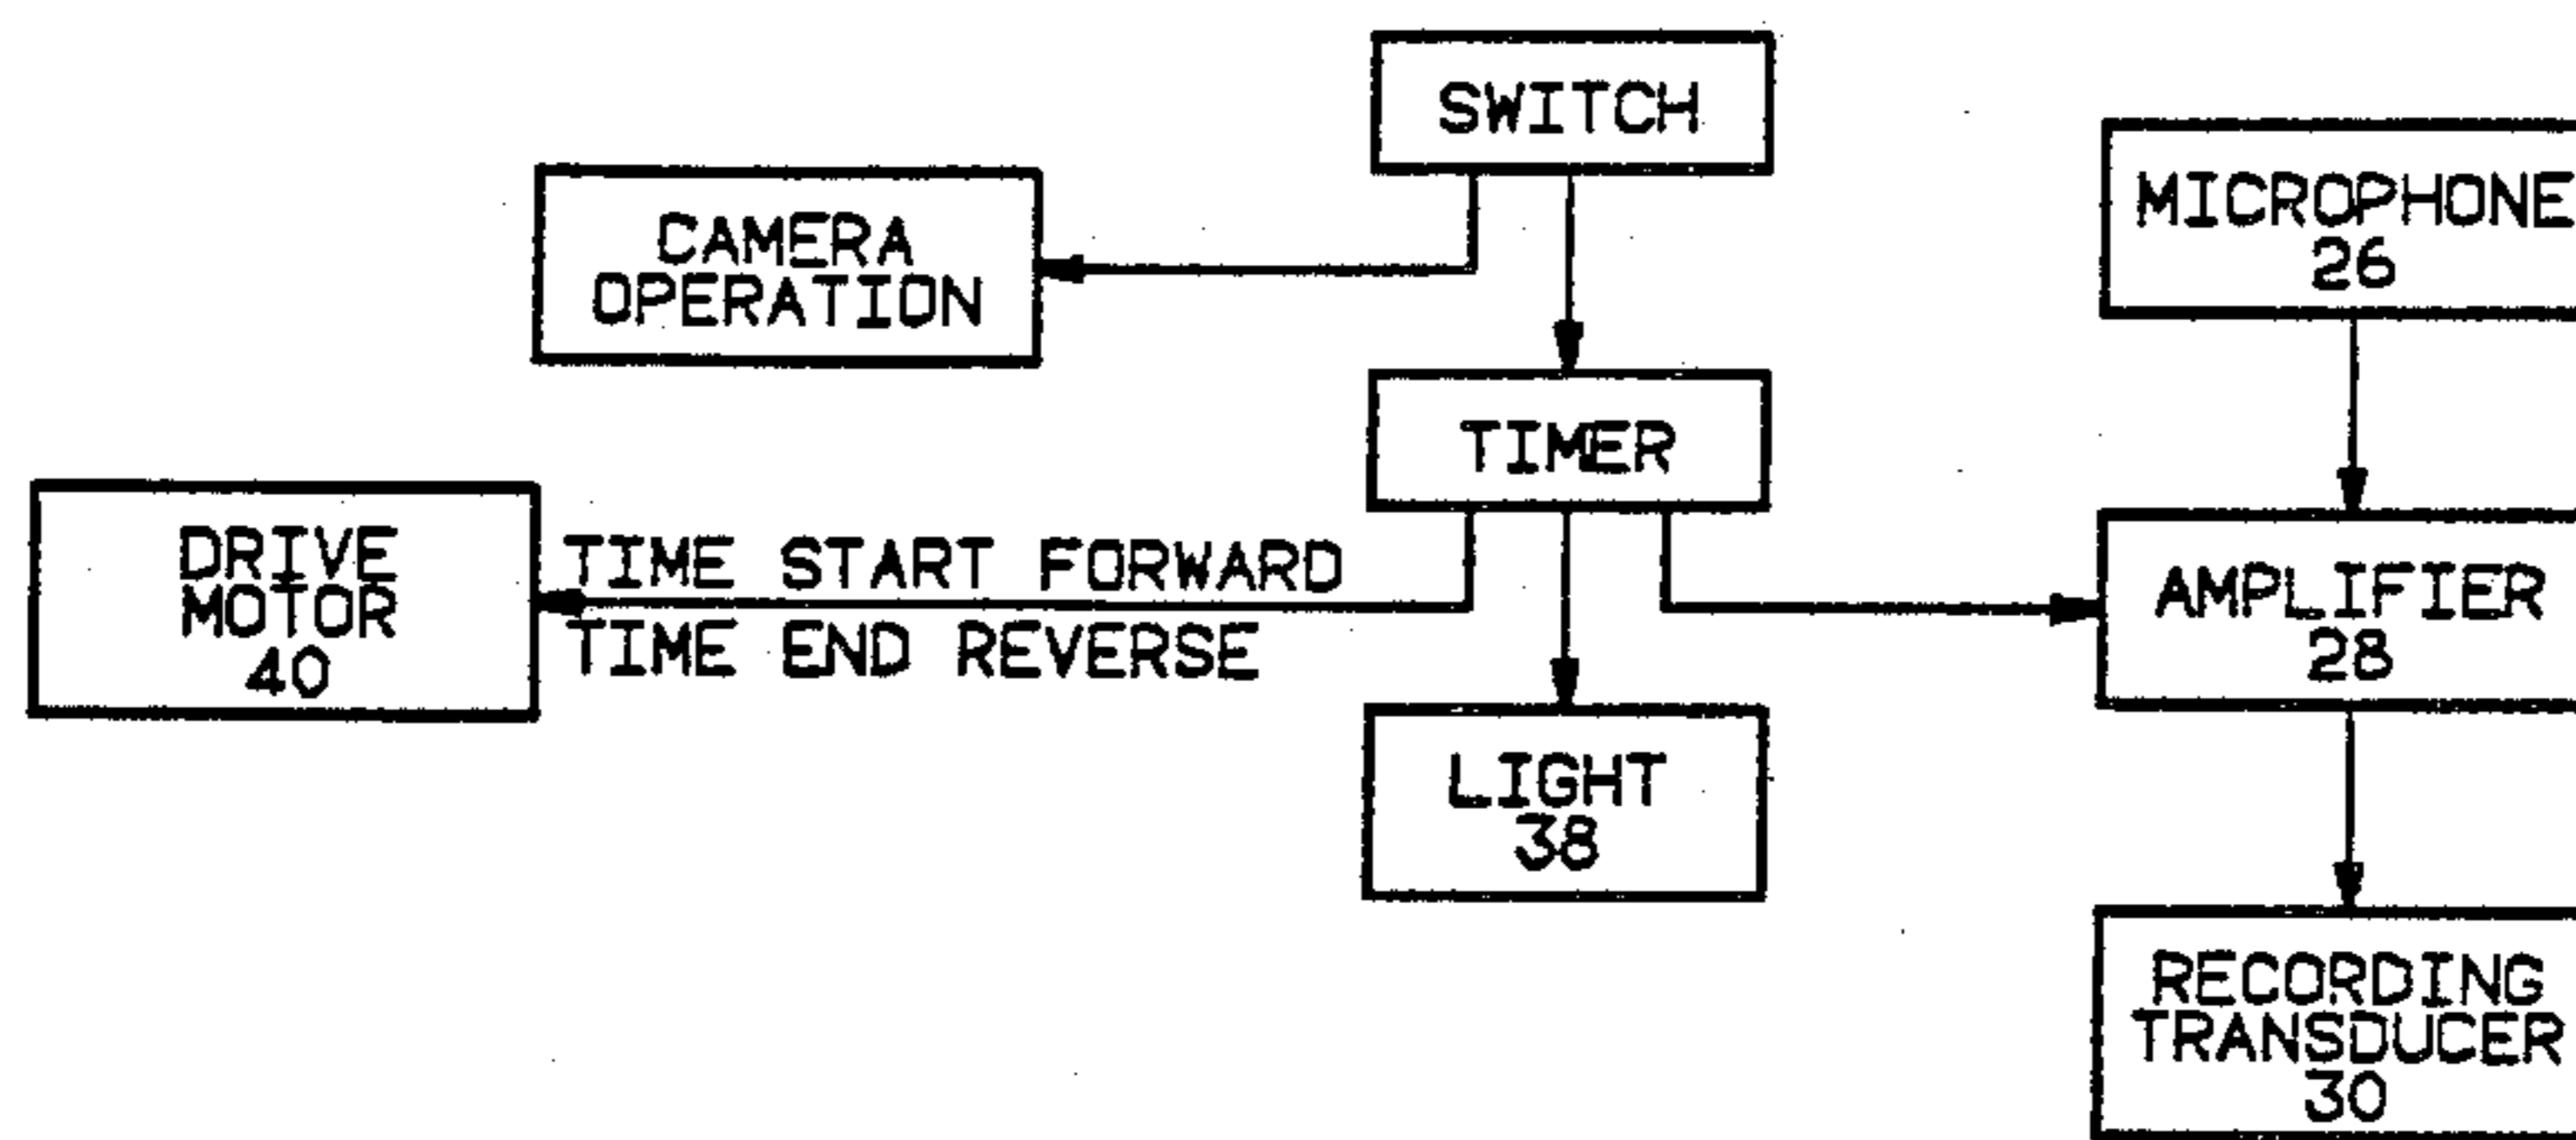 SWITCH
CAMERA
OPERATION
MICROPHONE
26
TIMER
DRIVE
MOTOR
40
TIME START FORWARD
TIME END REVERSE
AMPLIFIER
28
LIGHT
38
RECORDING
TRANSDUCER
30